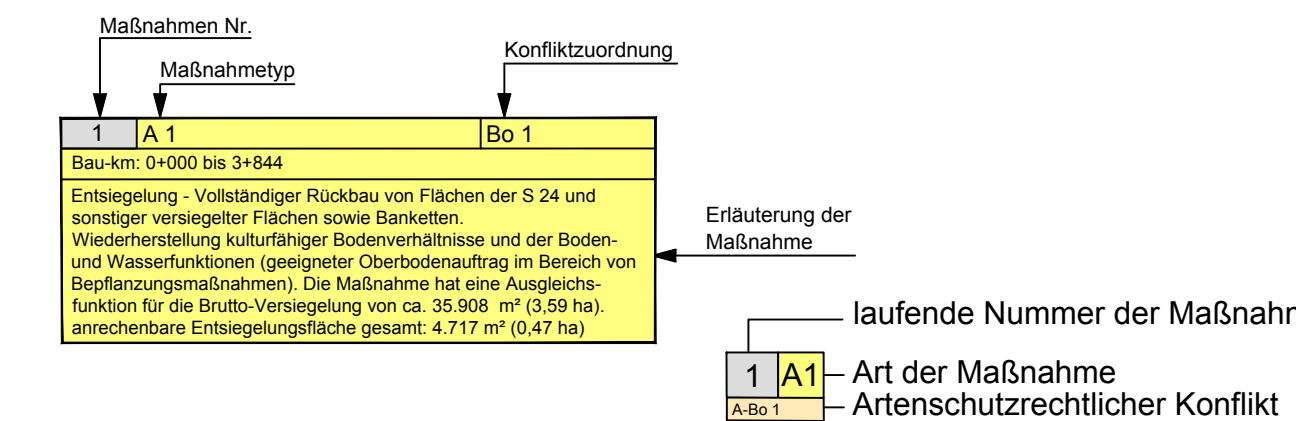 Maßnahmen Nr.
Maßnahmetyp
Konfliktzuordnung
1 A 1 Bo 1
Bau-km: 0+000 bis 3+844
Entsiegelung - Vollständiger Rückbau von Flächen der S 24 und
sonstiger versiegelter Flächen sowie Banketten.
Wiederherstellung kulturfähiger Bodenverhältnisse und der Boden-
und Wasserfunktionen (geeigneter Oberbodenauftrag im Bereich von
Bepflanzungsmaßnahmen). Die Maßnahme hat eine Ausgleichs-
funktion für die Brutto-Versiegelung von ca. 35.908 m² (3,59 ha).
anrechenbare Entsiegelungsfläche gesamt: 4.717 m² (0,47 ha)
Erläuterung der
Maßnahme
laufende Nummer der
1 A1 Art der Maßnahme
A-Bo 1 Artenschutzrechtlicher Konflikt